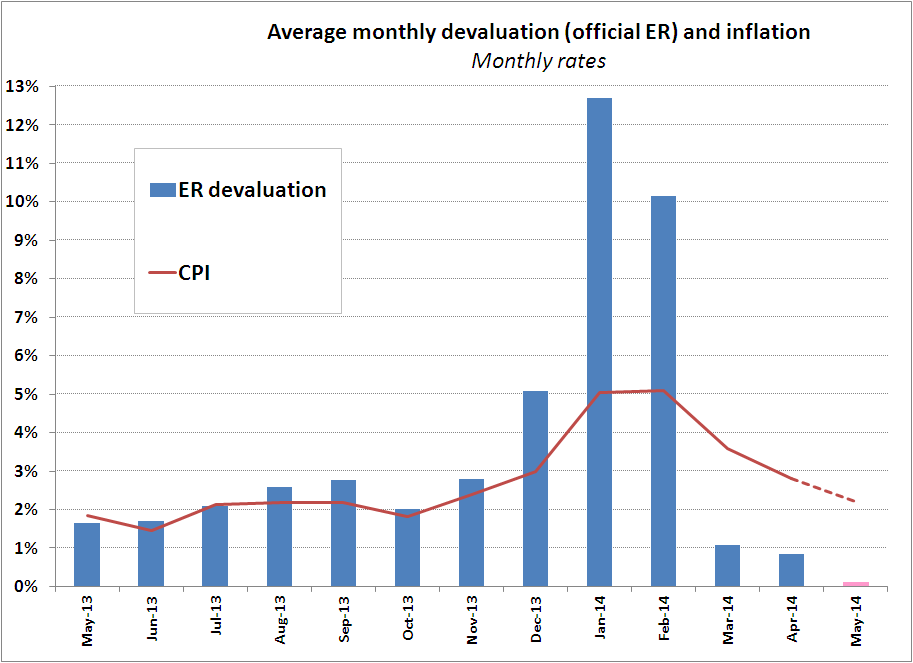 Average monthly devaluation (official ER) and inflation
Monthly rates
13%
12%
11%
10%
9%
8%
7%
6%
5%
4%
3%
2%
1%
0%
ER devaluation
CPI
May-13
Jun-13
Jul-13
Aug-13
Sep-13
Oct-13
Nov-13
Dec-13
Jan-14
Feb-14
Mar-14
Apr-14
May-14